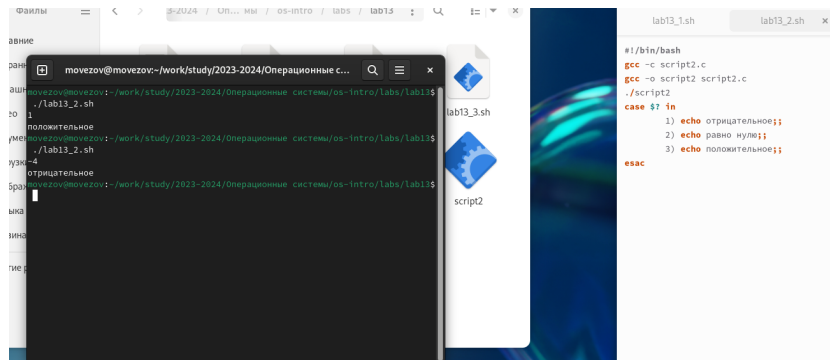 Файлы
3-2024 / Оп... мы / os-intro / labs / lab13
movezov@movezov:~/work/study/2023-2024/Операционные с...
movezov@movezov:~/work/study/2023-2024/Операционные системы/os-intro/labs/lab13$
./lab13_2.sh
1
положительное
movezov@movezov:~/work/study/2023-2024/Операционные системы/os-intro/labs/lab13$
./lab13_2.sh
-4
отрицательное
movezov@movezov:~/work/study/2023-2024/Операционные системы/os-intro/labs/lab13$
lab13_3.sh
script2
lab13_1.sh
lab13_2.sh
#!/bin/bash
gcc -c script2.c
gcc -o script2 script2.c
./script2
case $? in
1) echo отрицательное;;
2) echo равно нулю;;
3) echo положительное;;
esac